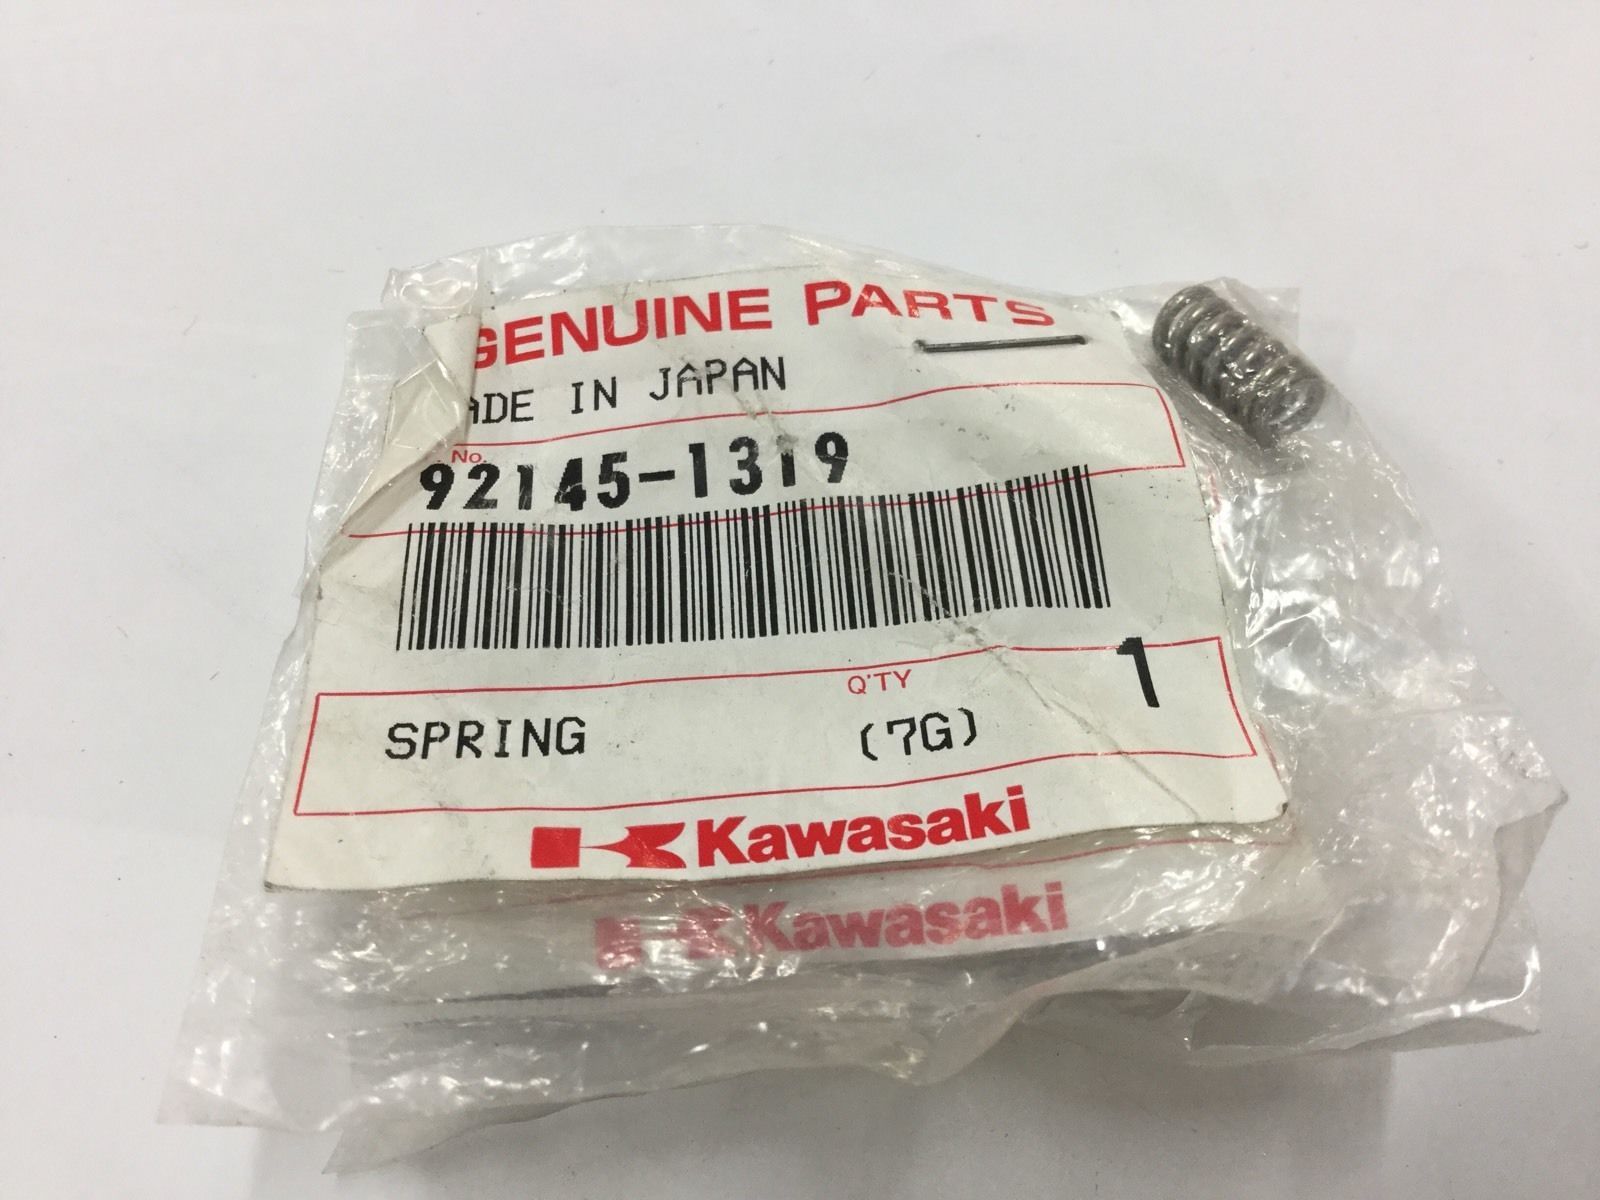 GENUINE PARTS
ADE IN JAPAN
No.
92145-1319
Q'TY
1
SPRING (7G)
Kawasaki
Kawasaki